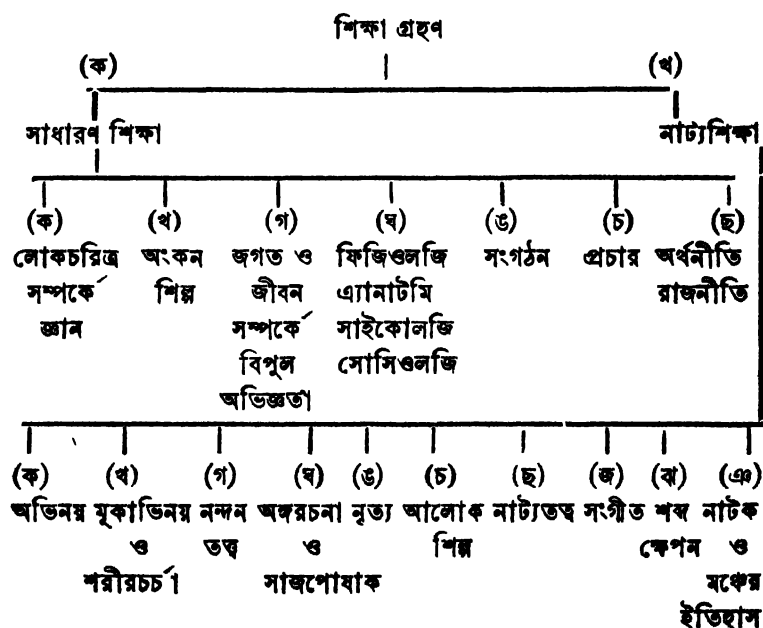 শিক্ষা গ্রহণ
(ক) (খ)
সাধারণ শিক্ষা নাট্যশিক্ষা
(ক) (খ) (গ) (ঘ) (ঙ) (চ) (ছ)
লোকচরিত্র অংকন জগত ও ফিজিওলজি সংগঠন প্রচার অর্থনীতি
সম্পর্কে শিল্প জীবন এ্যানাটমি রাজনীতি
জ্ঞান সম্পর্কে সাইকোলজি
বিপুল সোসিওলজি
অভিজ্ঞতা
(ক) (খ) (গ) (ঘ) (ঙ) (চ) (ছ) (জ) (ঝ) (ঞ)
অভিনয় মূকাভিনয় নন্দন অঙ্গরচনা নৃত্য আলোক নাট্যতত্ব সংগীত শব্দ নাটক
ও তত্ত্ব ও শিল্প ক্ষেপন ও
শরীরচর্চা সাজপোষাক মঞ্চের
ইতিহাস